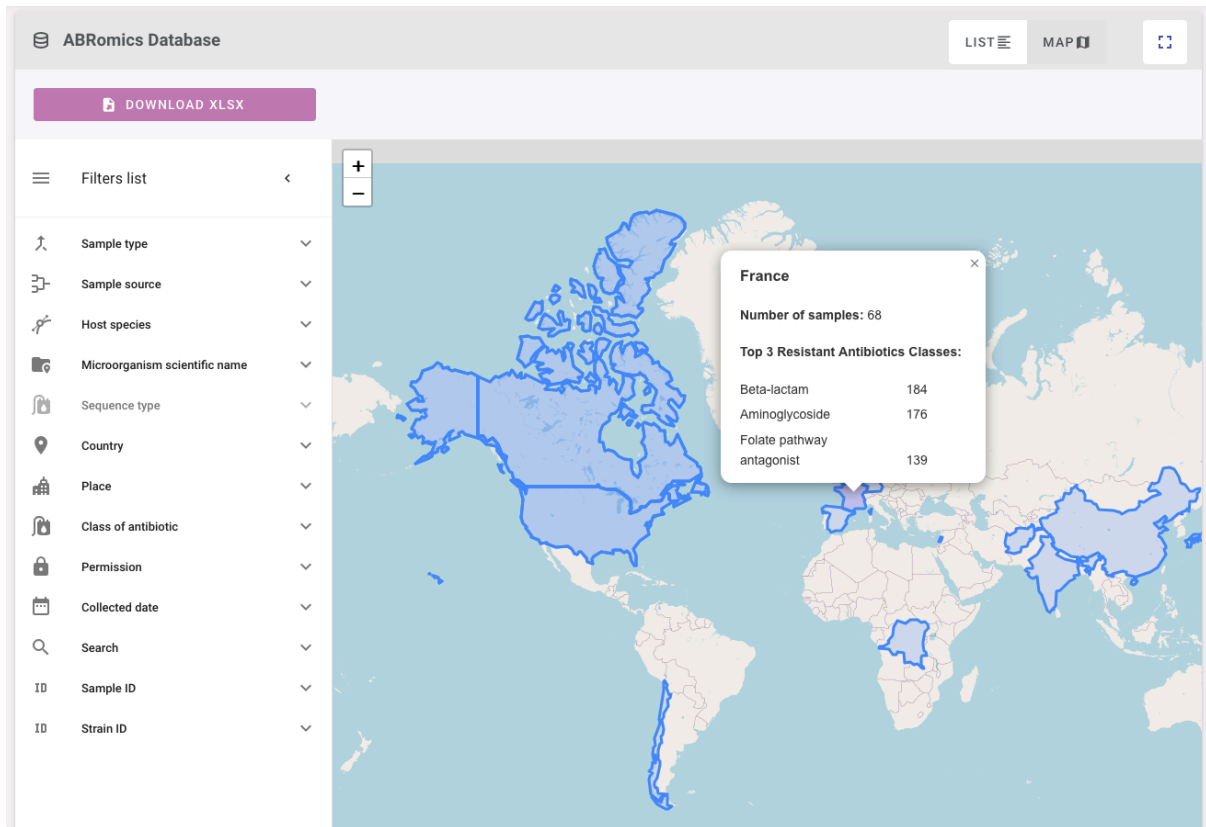 ABRomics Database
LIST
MAP
DOWNLOAD XLSX
Filters list
Sample type
Sample source
Host species
Microorganism scientific name
Sequence type
Country
Place
Class of antibiotic
Permission
Collected date
Search
ID Sample ID
ID Strain ID
+
−
×
France
Number of samples: 68
Top 3 Resistant Antibiotics Classes:
Beta-lactam 184
Aminoglycoside 176
Folate pathway
antagonist 139